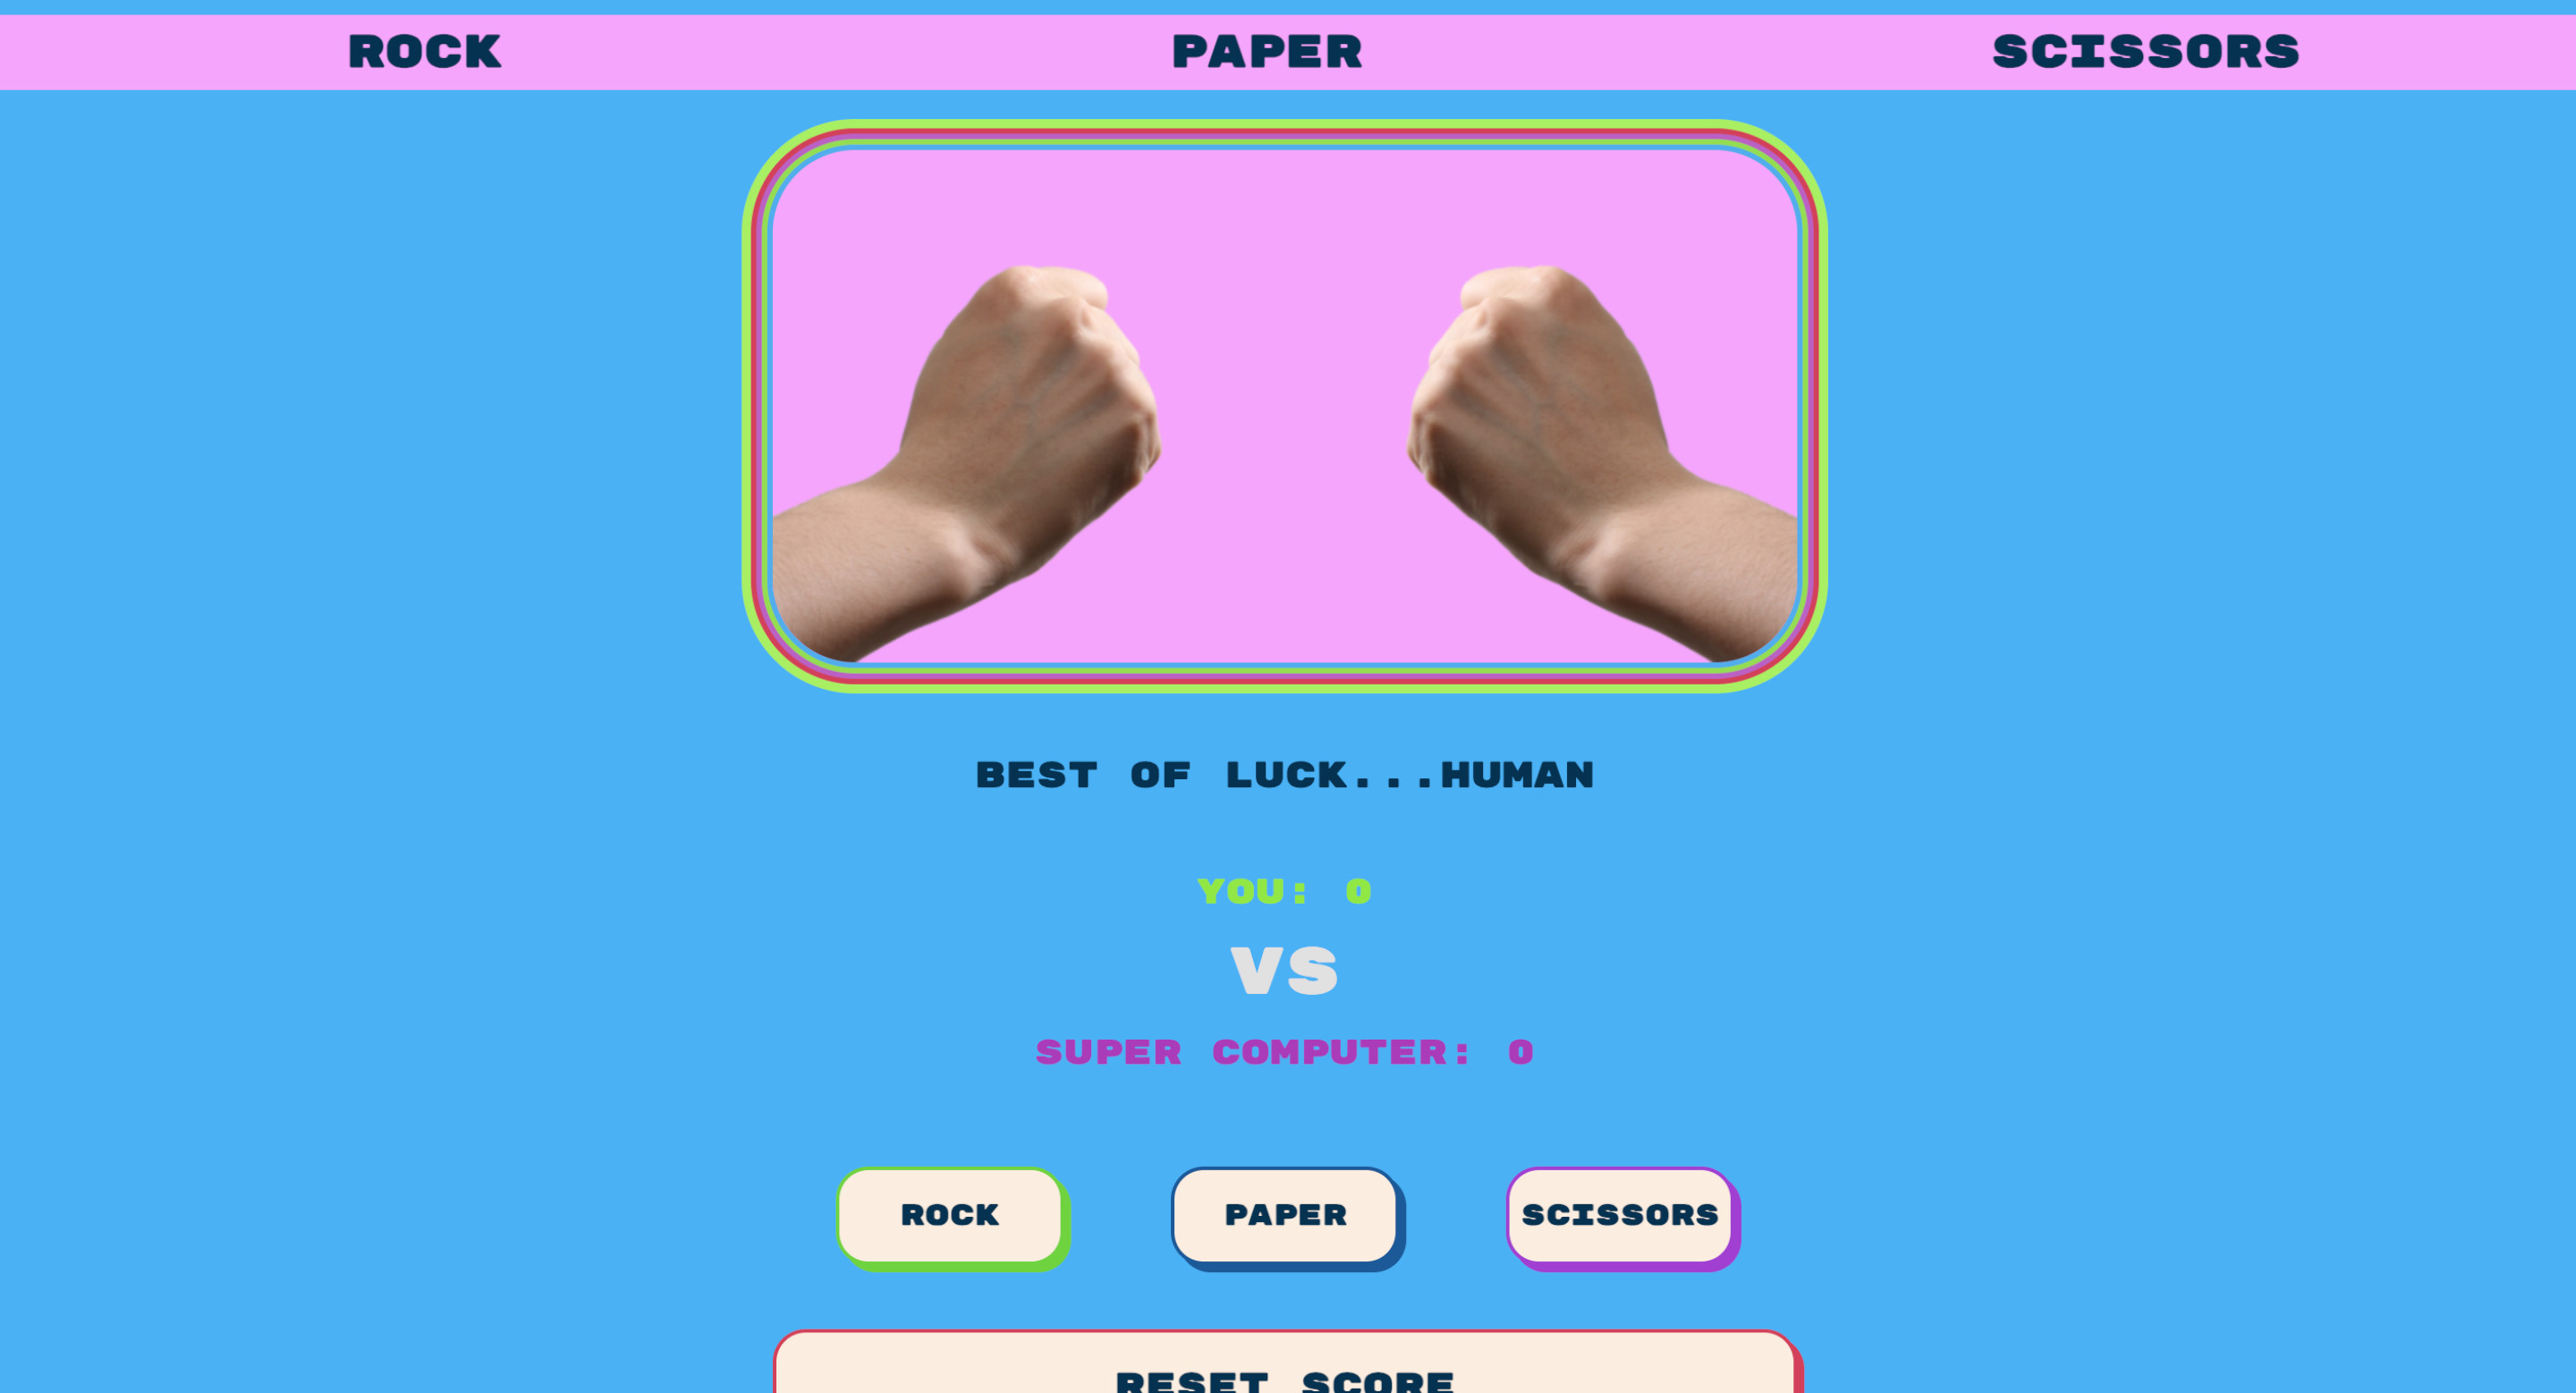 ROCK PAPER SCISSORS
BEST OF LUCK...HUMAN
YOU: 0
VS
SUPER COMPUTER: 0
ROCK PAPER SCISSORS
RESET SCORE